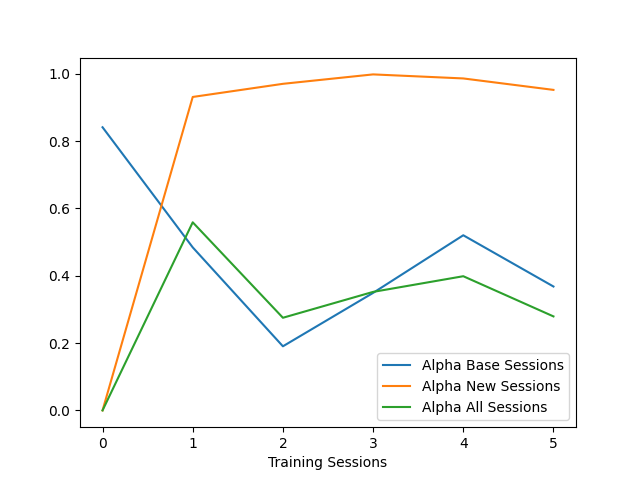 1.0
0.8
0.6
0.4
0.2
0.0
0 1 2 3 4 5
Training Sessions
Alpha Base Sessions
Alpha New Sessions
Alpha All Sessions